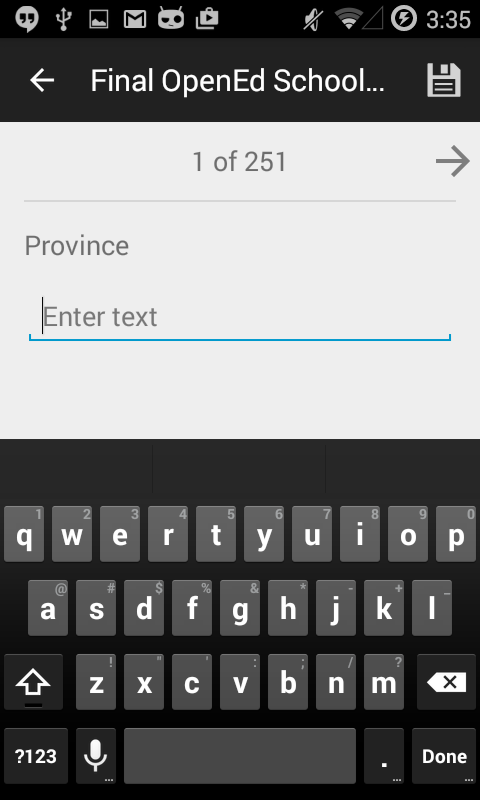 3:35
Final OpenEd School...
1 of 251
Province
Enter text
1 2 3 4 5 6 7 8 9 0
q w e r t y u i o p
@ # $ % & * - + _
a s d f g h j k l
! " ' : ; / ?
z x c v b n m
?123 ... . ... Done ...